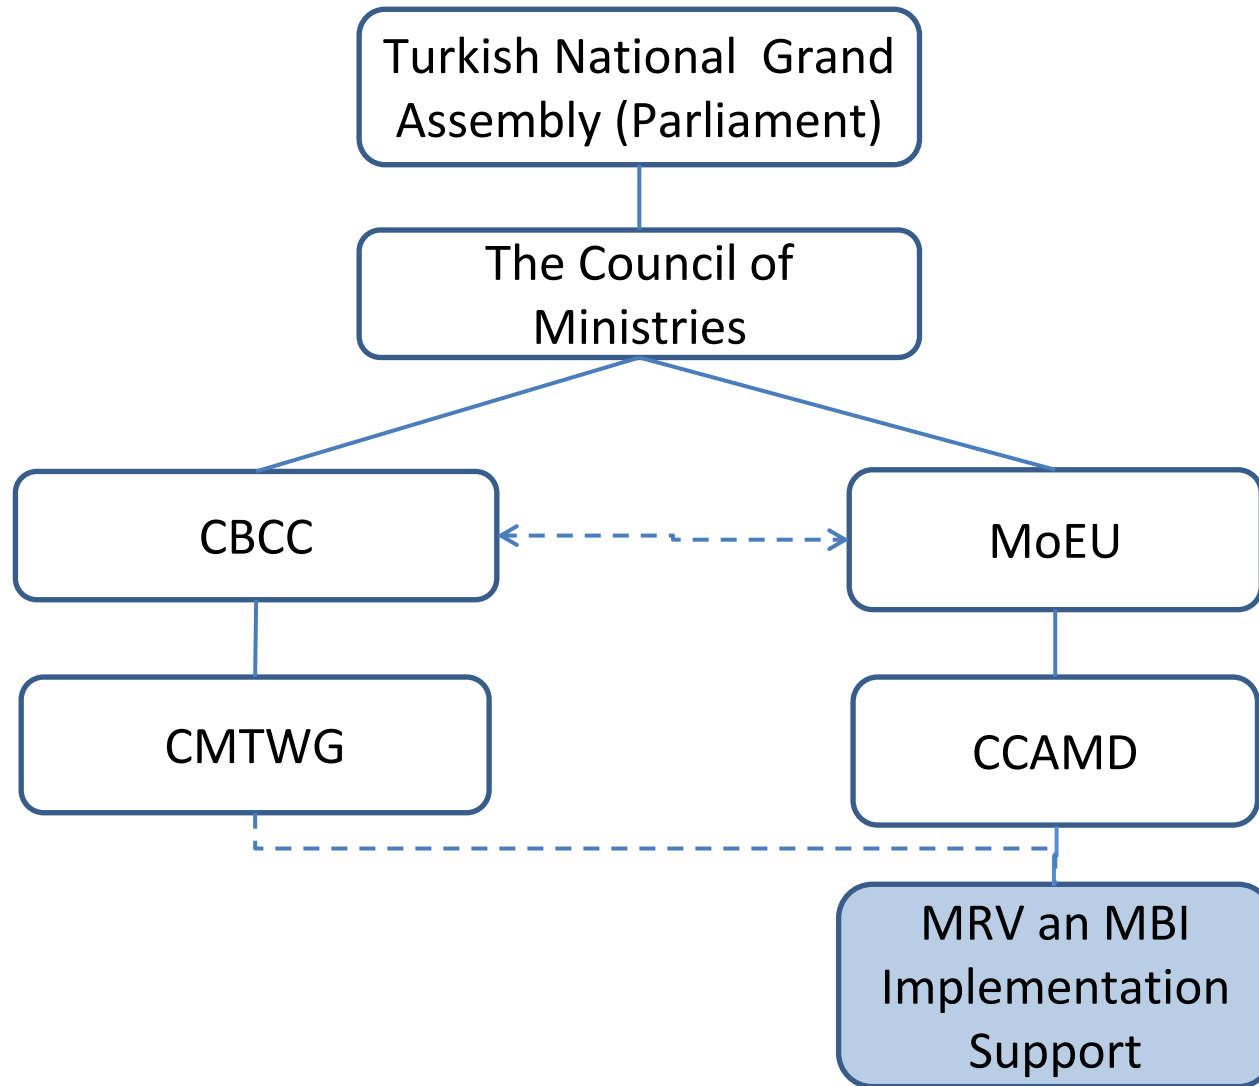 Turkish National  Grand
Assembly (Parliament)
The Council of
Ministries
CBCC
MoEU
CMTWG
CCAMD
MRV an MBI
Implementation
Support